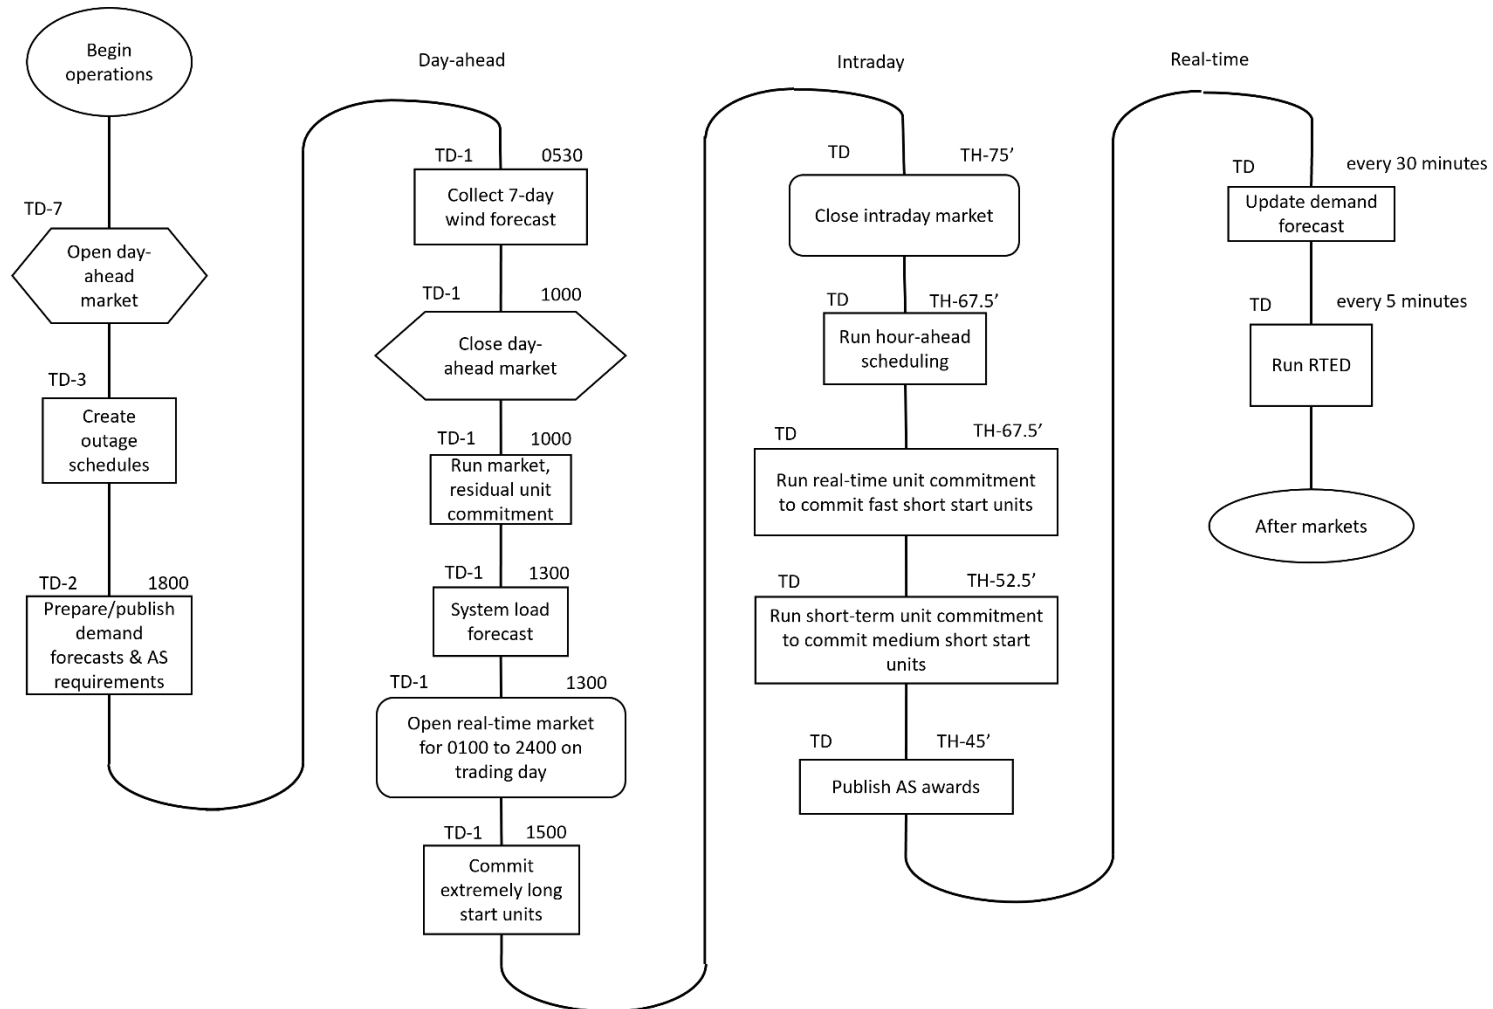 Begin
operations
TD-7
Open day-
ahead
market
TD-3
Create
outage
schedules
TD-2 1800
Prepare/publish
demand
forecasts & AS
requirements
Day-ahead
TD-1 0530
Collect 7-day
wind forecast
TD-1 1000
Close day-
ahead market
TD-1 1000
Run market,
residual unit
commitment
TD-1 1300
System load
forecast
TD-1 1300
Open real-time market
for 0100 to 2400 on
trading day
TD-1 1500
Commit
extremely long
start units
Intraday
TD TH-75’
Close intraday market
TD TH-67.5’
Run hour-ahead
scheduling
TD TH-67.5’
Run real-time unit commitment
to commit fast short start units
TD TH-52.5’
Run short-term unit commitment
to commit medium short start
units
TD TH-45’
Publish AS awards
Real-time
TD every 30 minutes
Update demand
forecast
TD every 5 minutes
Run RTED
After markets